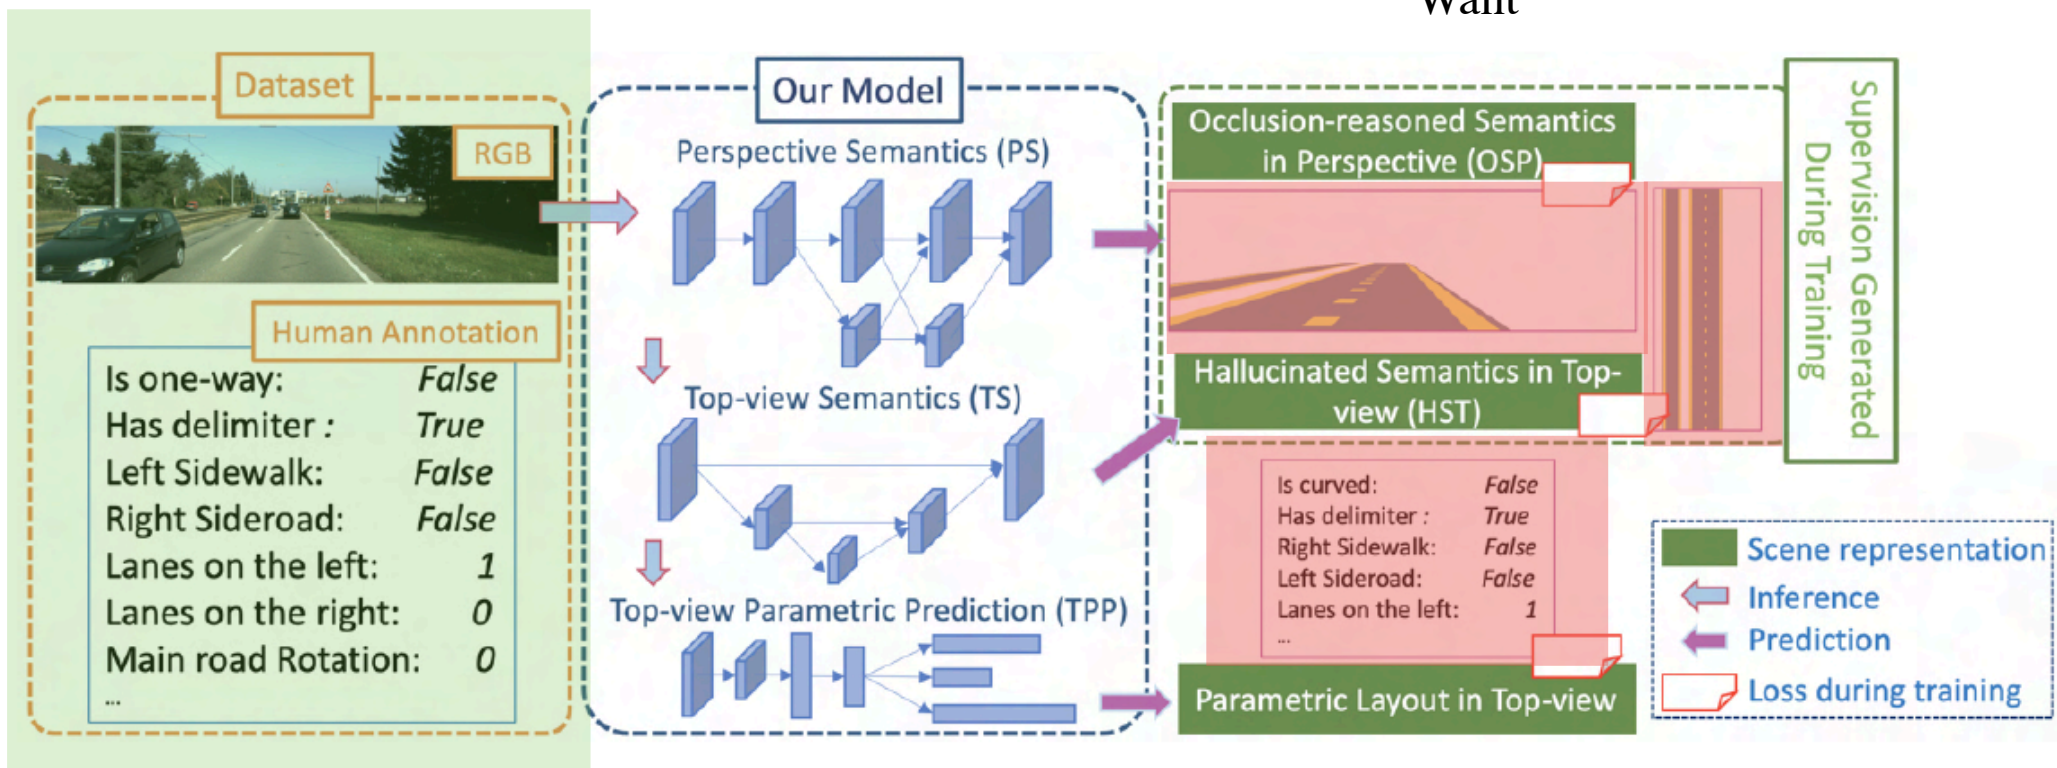 Want
Dataset
RGB
Human Annotation
Is one-way: False
Has delimiter : True
Left Sidewalk: False
Right Sideroad: False
Lanes on the left: 1
Lanes on the right: 0
Main road Rotation: 0
...
Our Model
Perspective Semantics (PS)
Top-view Semantics (TS)
Top-view Parametric Prediction (TPP)
Occlusion-reasoned Semantics
in Perspective (OSP)
Hallucinated Semantics in Top-
view (HST)
Is curved: False
Has delimiter : True
Right Sidewalk: False
Left Sideroad: False
Lanes on the left: 1
...
Parametric Layout in Top-view
Supervision Generated
During Training
Scene representation
Inference
Prediction
Loss during training